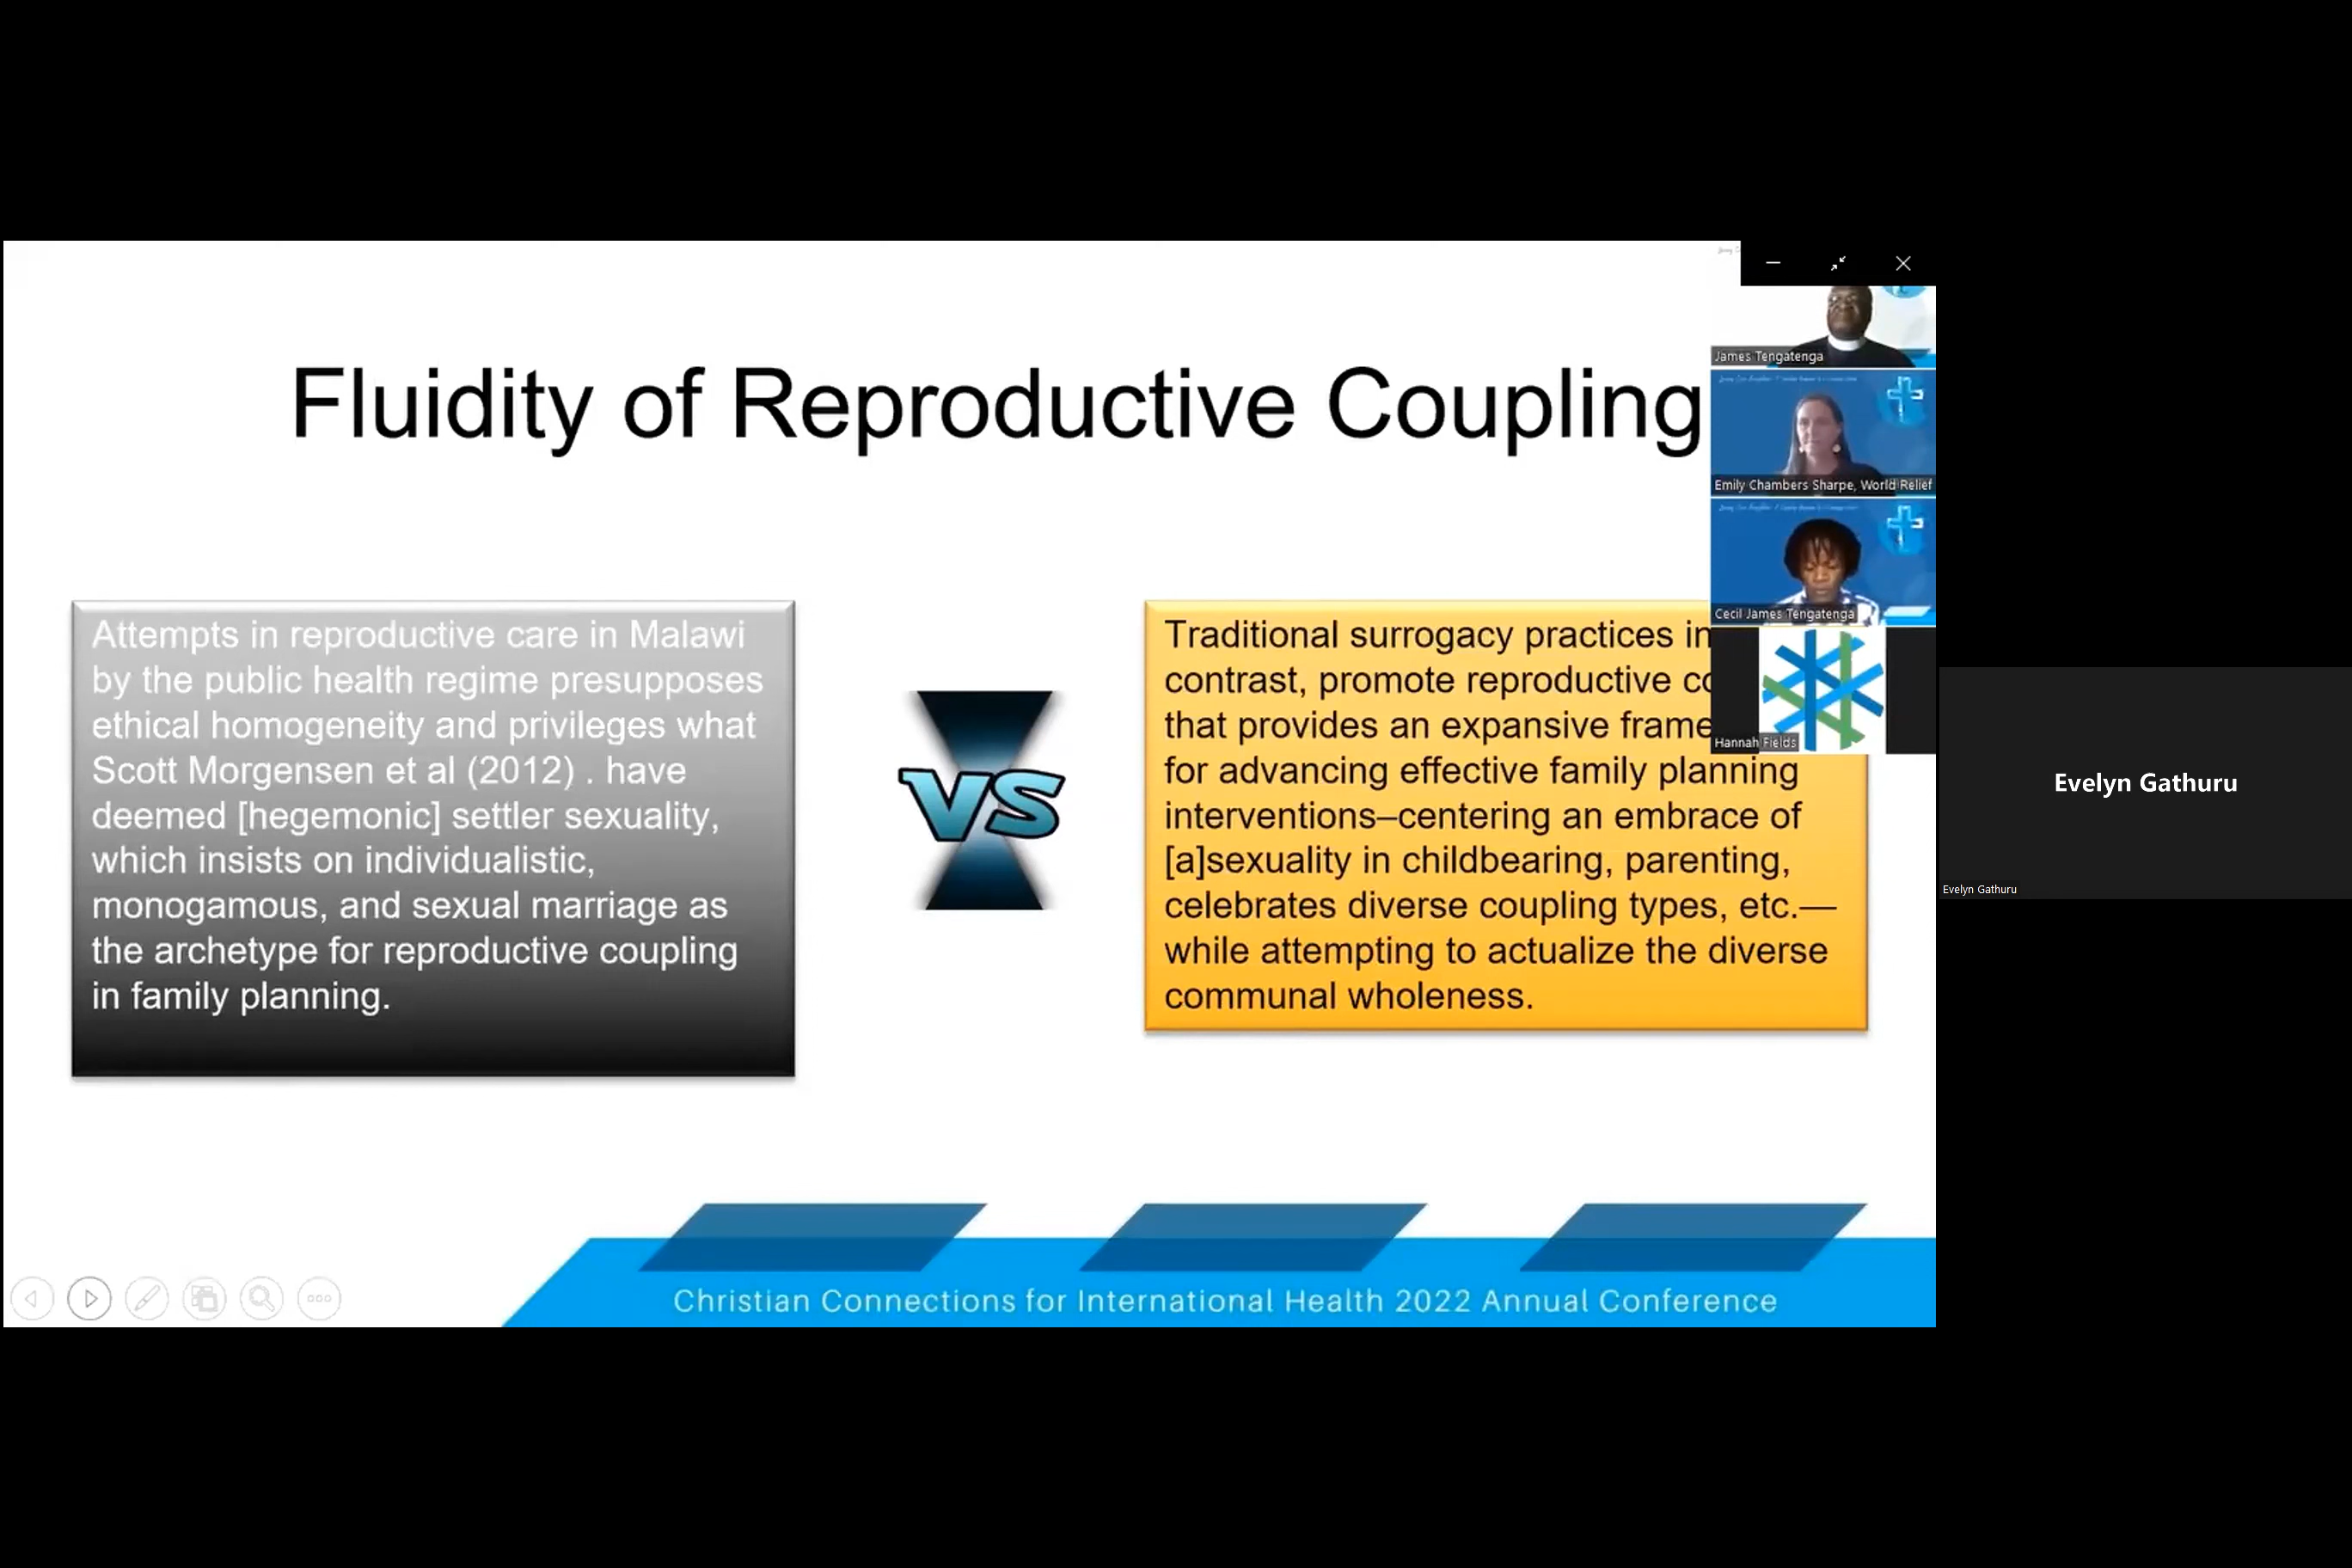 Fluidity of Reproductive Coupling
Attempts in reproductive care in Malawi
by the public health regime presupposes
ethical homogeneity and privileges what
Scott Morgensen et al (2012) . have
deemed [hegemonic] settler sexuality,
which insists on individualistic,
monogamous, and sexual marriage as
the archetype for reproductive coupling
in family planning.
VS
Traditional surrogacy practices in
contrast, promote reproductive
that provides an expansive
for advancing effective family planning
interventions–centering an embrace of
[a]sexuality in childbearing, parenting,
celebrates diverse coupling types, etc.—
while attempting to actualize the diverse
communal wholeness.
James Tengatenga
Emily Chambers Sharpe, World Relief
Cecil James Tengatenga
Hannah Fields
Evelyn Gathuru
Evelyn Gathuru
Christian Connections for International Health 2022 Annual Conference